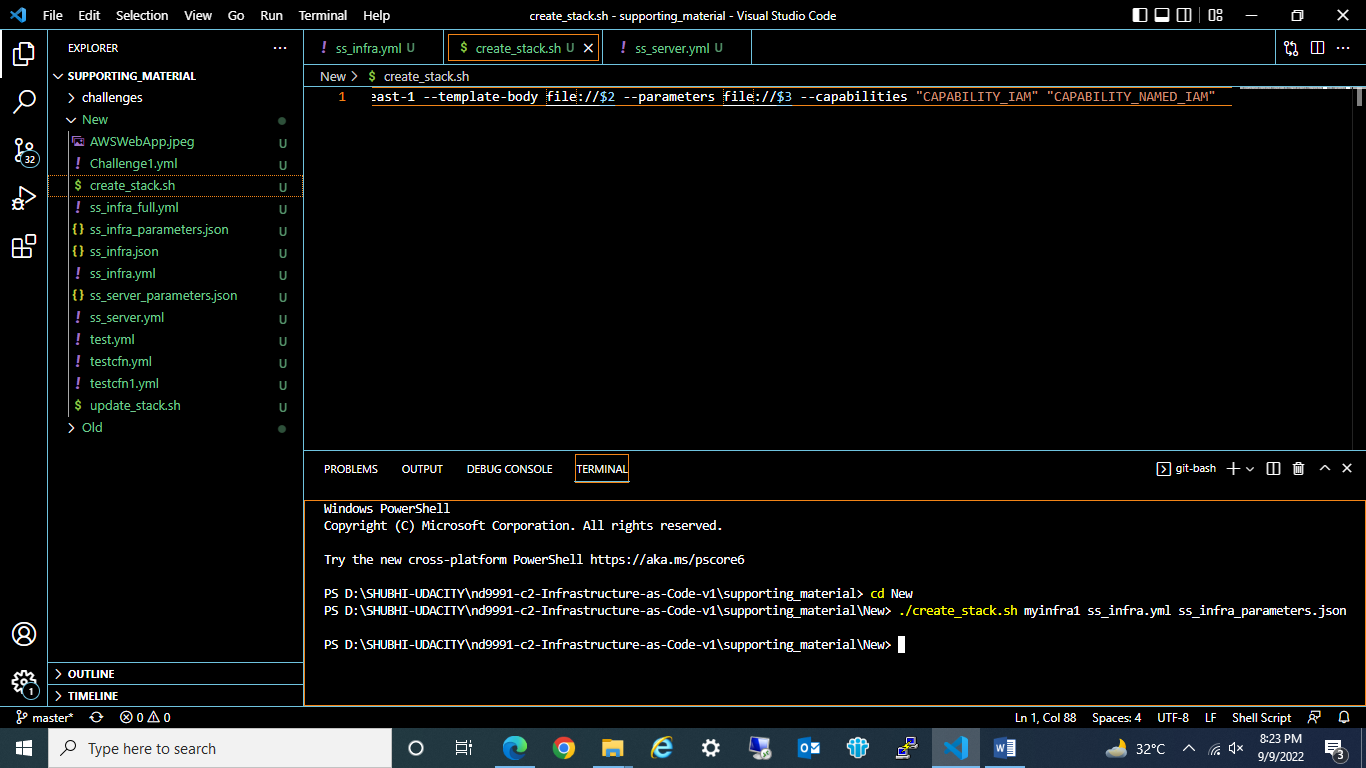 File Edit Selection View Go Run Terminal Help create_stack.sh - supporting_material - Visual Studio Code
EXPLORER
SUPPORTING_MATERIAL
challenges
New
AWSWebApp.jpeg U
Challenge1.yml U
create_stack.sh U
ss_infra_full.yml U
ss_infra_parameters.json U
ss_infra.json U
ss_infra.yml U
ss_server_parameters.json U
ss_server.yml U
test.yml U
testcfn.yml U
testcfn1.yml U
update_stack.sh U
Old
OUTLINE
TIMELINE
32
1
! ss_infra.yml U $ create_stack.sh U ! ss_server.yml U
New > $ create_stack.sh
1 east-1 --template-body file://$2 --parameters file://$3 --capabilities "CAPABILITY_IAM" "CAPABILITY_NAMED_IAM"
PROBLEMS OUTPUT DEBUG CONSOLE TERMINAL git-bash
Windows PowerShell
Copyright (C) Microsoft Corporation. All rights reserved.
Try the new cross-platform PowerShell https://aka.ms/pscore6
PS D:\SHUBHI-UDACITY\nd9991-c2-Infrastructure-as-Code-v1\supporting_material> cd New
PS D:\SHUBHI-UDACITY\nd9991-c2-Infrastructure-as-Code-v1\supporting_material\New> ./create_stack.sh myinfra1 ss_infra.yml ss_infra_parameters.json
PS D:\SHUBHI-UDACITY\nd9991-c2-Infrastructure-as-Code-v1\supporting_material\New>
master* 0 0 Ln 1, Col 88 Spaces: 4 UTF-8 LF Shell Script
Type here to search 32°C 8:23 PM
9/9/2022 3